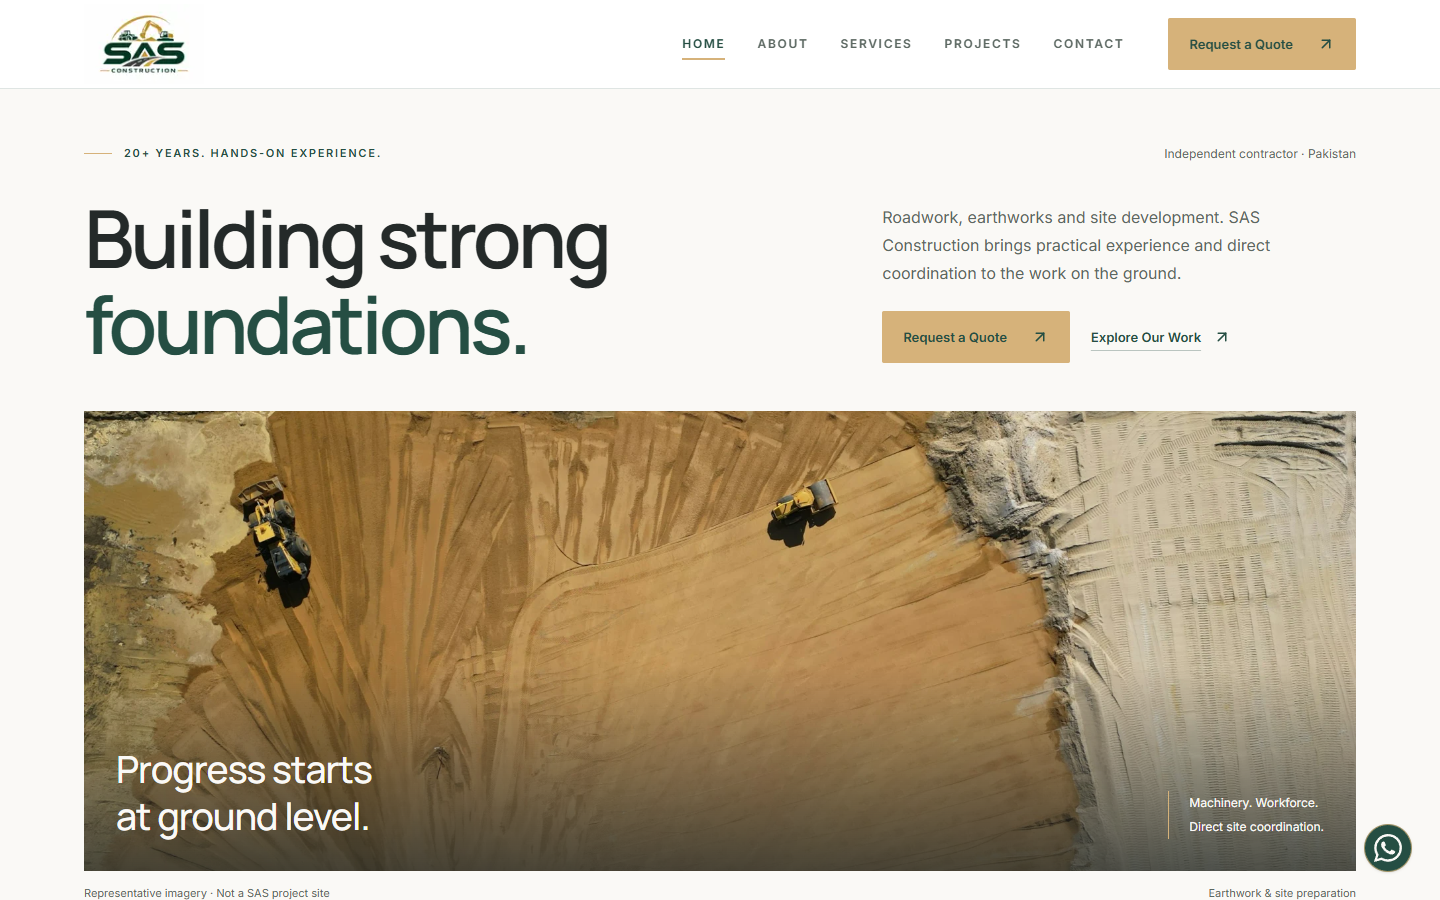 SAS
CONSTRUCTION
HOME
ABOUT
SERVICES
PROJECTS
CONTACT
Request a Quote
20+ YEARS. HANDS-ON EXPERIENCE.
Independent contractor · Pakistan
Building strong
foundations.
Roadwork, earthworks and site development. SAS
Construction brings practical experience and direct
coordination to the work on the ground.
Request a Quote
Explore Our Work
Progress starts
at ground level.
Machinery. Workforce.
Direct site coordination.
Representative imagery · Not a SAS project site
Earthwork & site preparation